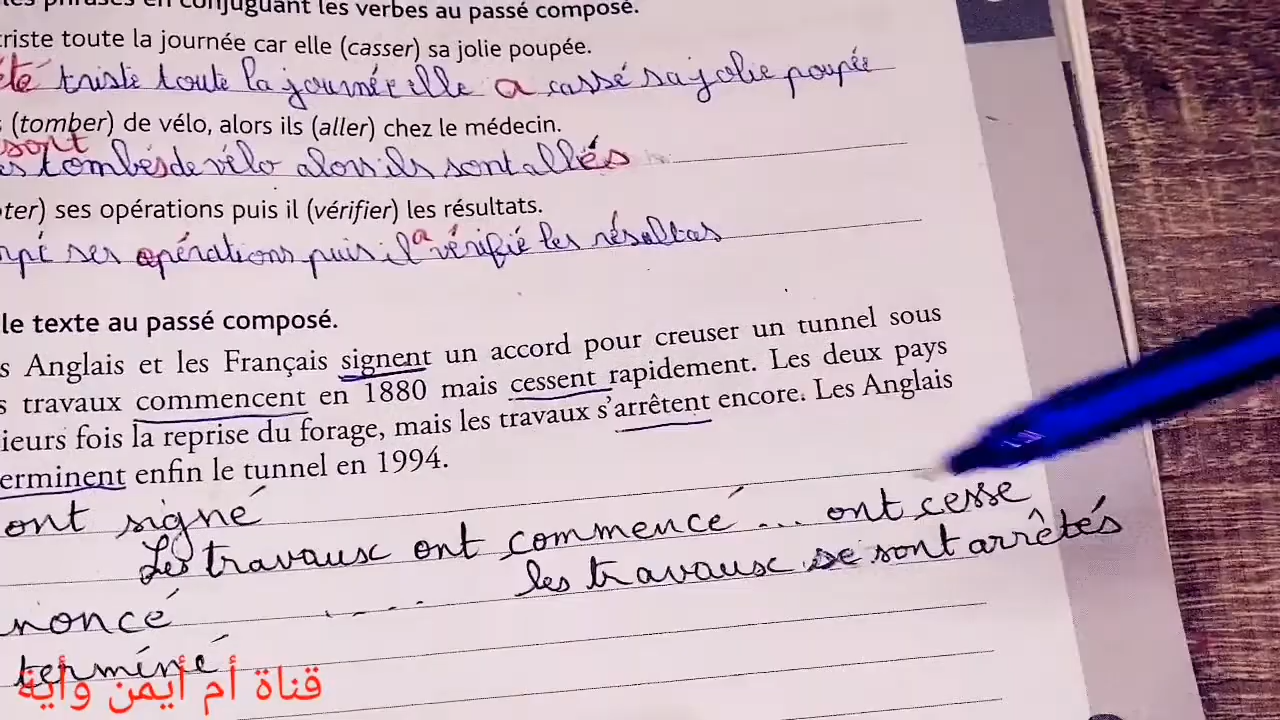 les phrases en conjuguant les verbes au passé composé.
triste toute la journée car elle (casser) sa jolie poupée.
été triste toute la journée elle a cassé sa jolie poupée
(tomber) de vélo, alors ils (aller) chez le médecin.
sont
tombés de vélo alors ils sont allés
ter) ses opérations puis il (vérifier) les résultats.
ses opérations puis il a vérifié les résultas
le texte au passé composé.
s Anglais et les Français signent un accord pour creuser un tunnel sous
s travaux commencent en 1880 mais cessent rapidement. Les deux pays
ieurs fois la reprise du forage, mais les travaux s'arrêtent encore. Les Anglais
erminent enfin le tunnel en 1994.
ont signé
Les travaux ont commencé ... ont cesse
les travaux se sont arrêtés
noncé
terminé
قناة أم أيمن وأية